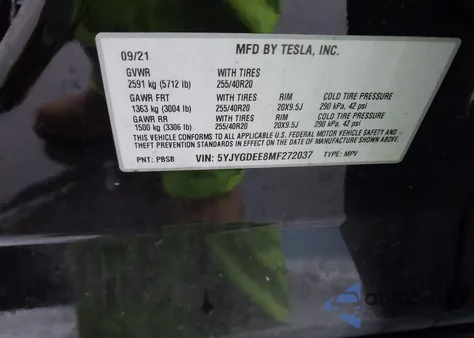 09/21 MFD BY TESLA, INC.
GVWR WITH TIRES
2591 kg (5712 lb) 255/40R20
GAWR FRT WITH TIRES RIM COLD TIRE PRESSURE
1363 kg (3004 lb) 255/40R20 20X9.5J 290 kPa, 42 psi
GAWR RR WITH TIRES RIM COLD TIRE PRESSURE
1500 kg (3306 lb) 255/40R20 20X9.5J 290 kPa, 42 psi
THIS VEHICLE CONFORMS TO ALL APPLICABLE U.S. FEDERAL MOTOR VEHICLE SAFETY AND
THEFT PREVENTION STANDARDS IN EFFECT ON THE DATE OF MANUFACTURE SHOWN ABOVE.
PNT: PBSB VIN: 5YJYGDEE8MF272037 TYPE: MPV